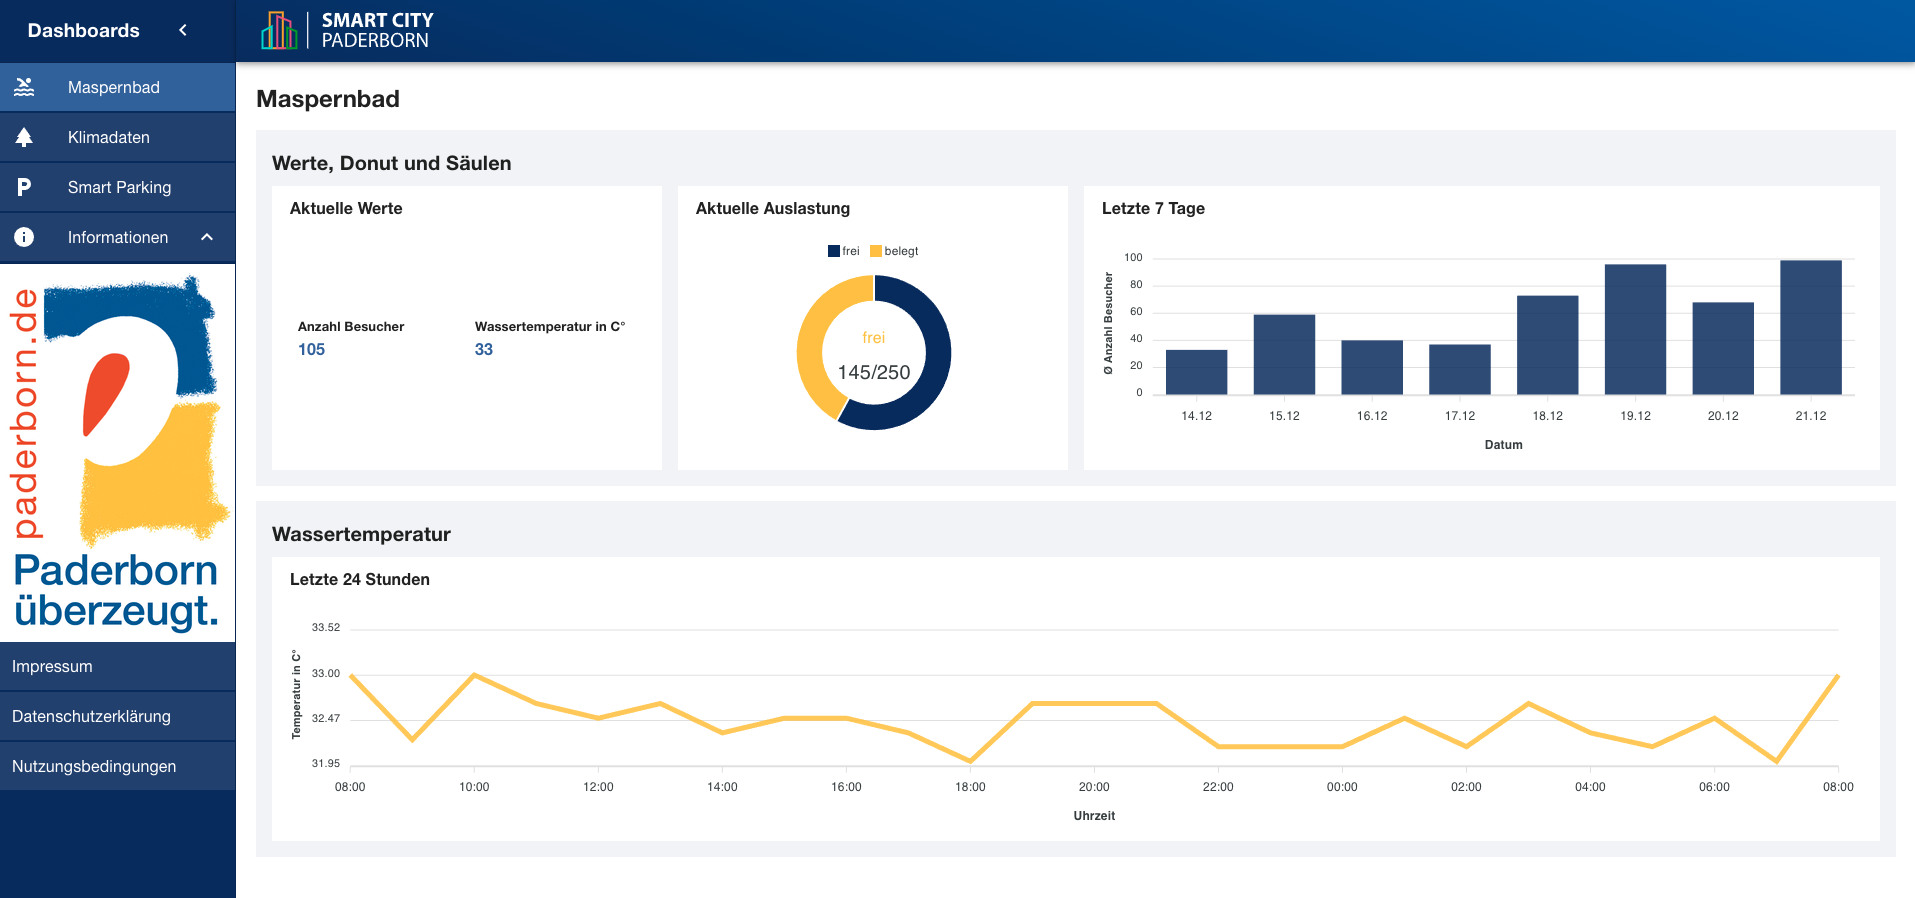 Dashboards
SMART CITY
PADERBORN
Maspernbad
Klimadaten
Smart Parking
Informationen
paderborn.de
Paderborn
überzeugt.
Impressum
Datenschutzerklärung
Nutzungsbedingungen
Maspernbad
Werte, Donut und Säulen
Aktuelle Werte
Anzahl Besucher
105
Wassertemperatur in C°
33
Aktuelle Auslastung
frei belegt
frei
145/250
Letzte 7 Tage
Ø Anzahl Besucher
100
80
60
40
20
0
14.12 15.12 16.12 17.12 18.12 19.12 20.12 21.12
Datum
Wassertemperatur
Letzte 24 Stunden
Temperatur in C°
33.52
33.00
32.47
31.95
08:00 10:00 12:00 14:00 16:00 18:00 20:00 22:00 00:00 02:00 04:00 06:00 08:00
Uhrzeit